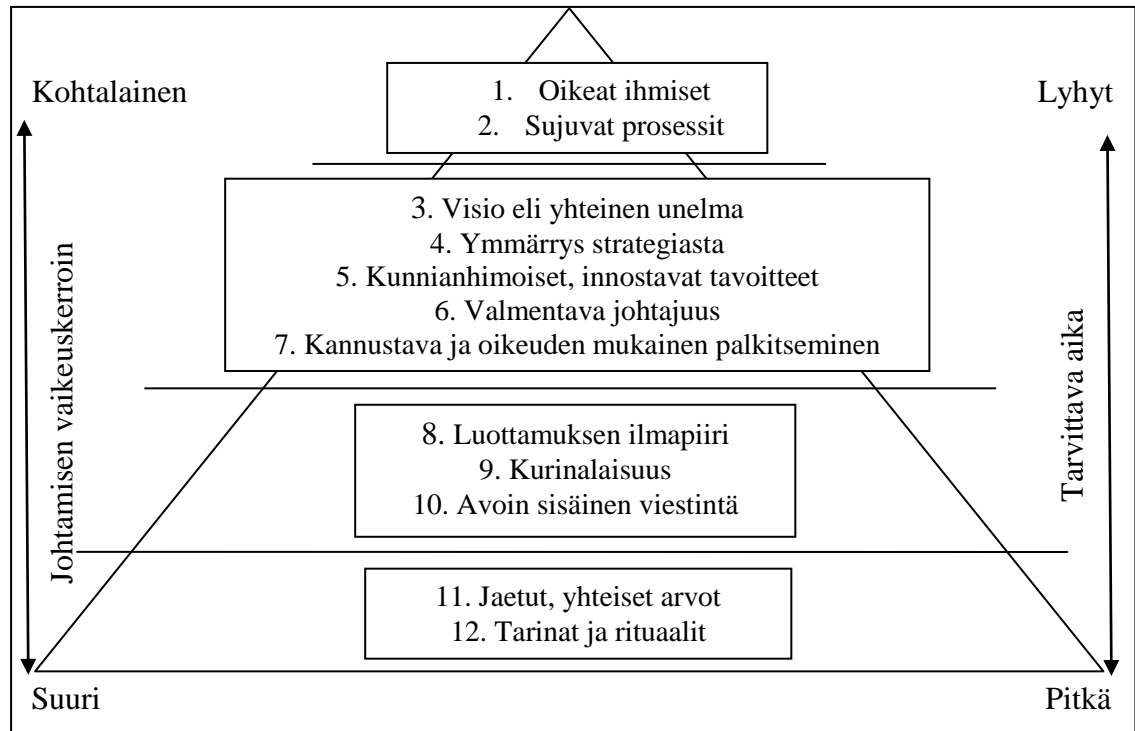 Kohtalainen
Lyhyt
1. Oikeat ihmiset
2. Sujuvat prosessit
3. Visio eli yhteinen unelma
4. Ymmärrys strategiasta
5. Kunnianhimoiset, innostavat tavoitteet
6. Valmentava johtajuus
7. Kannustava ja oikeuden mukainen palkitseminen
Johtamisen vaikeuskerroin
Tarvittava aika
8. Luottamuksen ilmapiiri
9. Kurinalaisuus
10. Avoin sisäinen viestintä
11. Jaetut, yhteiset arvot
12. Tarinat ja rituaalit
Suuri
Pitkä